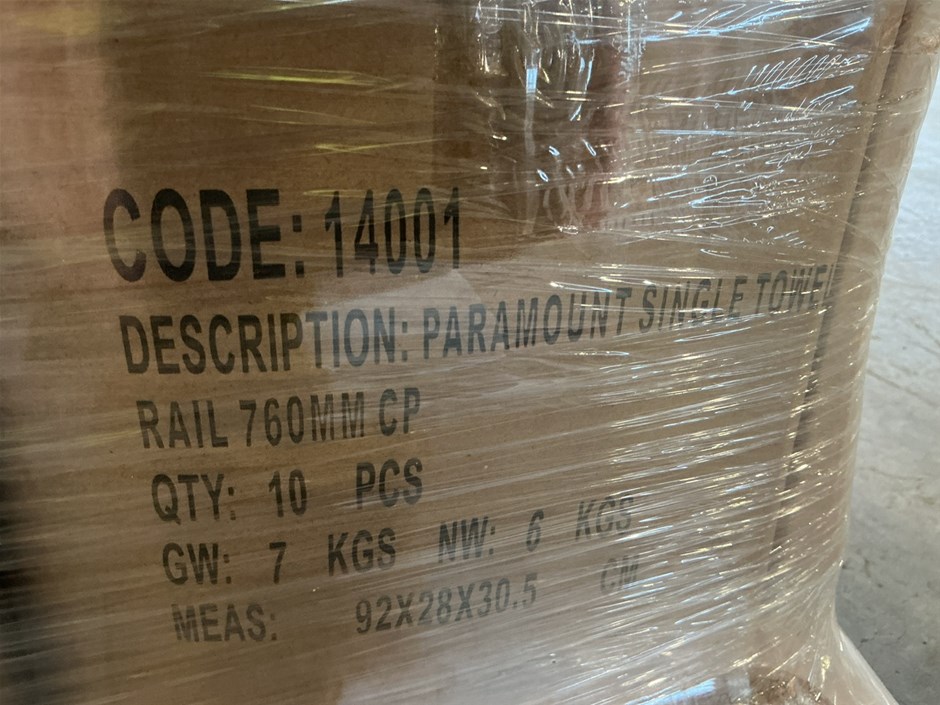 CODE: 14001
DESCRIPTION: PARAMOUNT SINGLE TOWEL
RAIL 760MM CP
QTY: 10 PCS
GW: 7 KGS NW: 6 KGS
MEAS: 92X28X30.5 CM